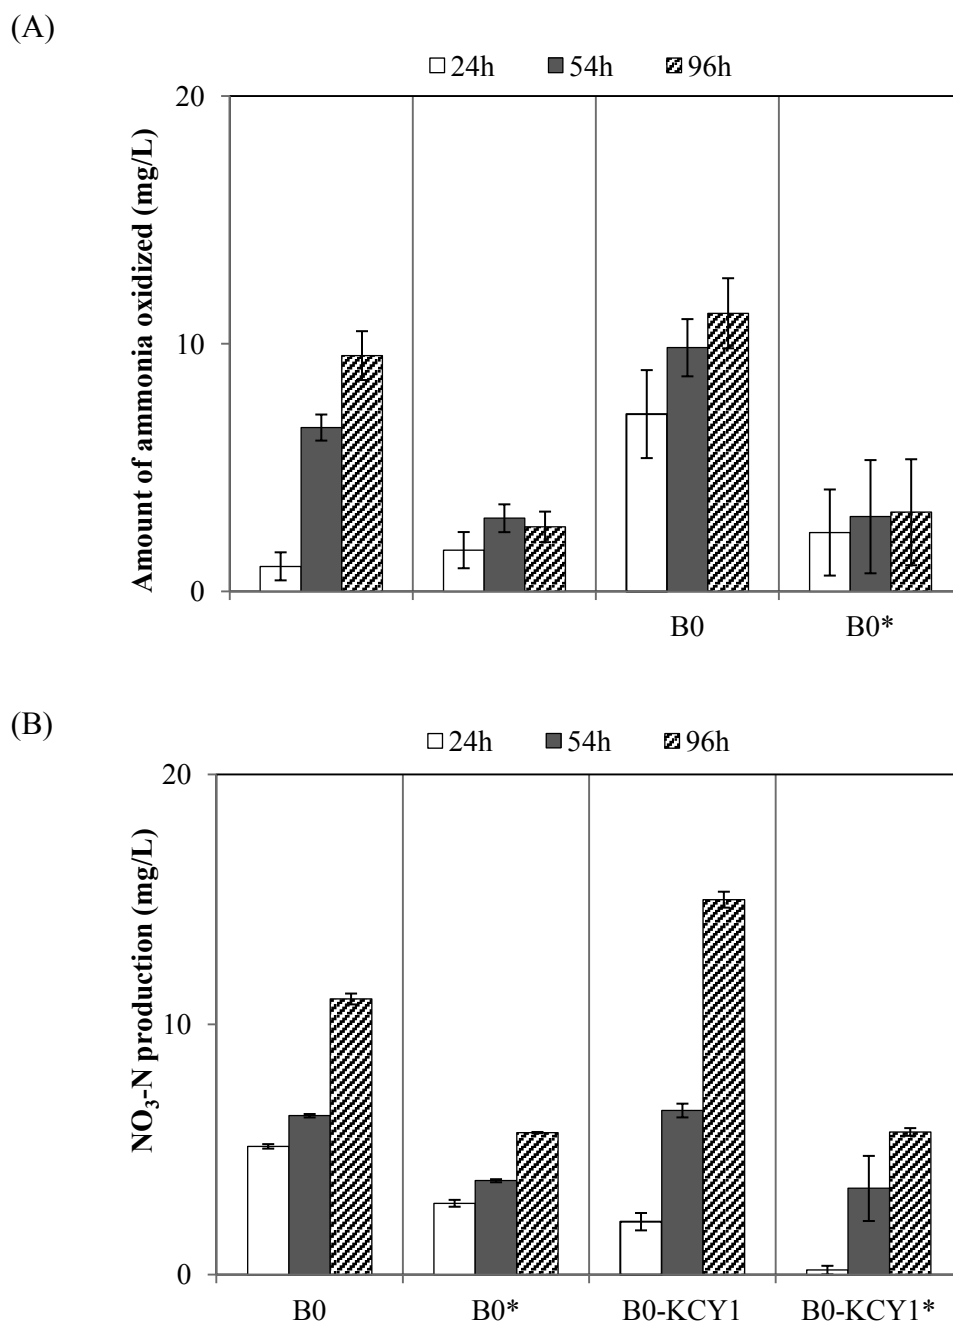 (A)
24h 54h 96h
20
10
0
Amount of ammonia oxidized (mg/L)
B0 B0*
(B)
24h 54h 96h
20
10
0
NO₃-N production (mg/L)
B0 B0* B0-KCY1 B0-KCY1*